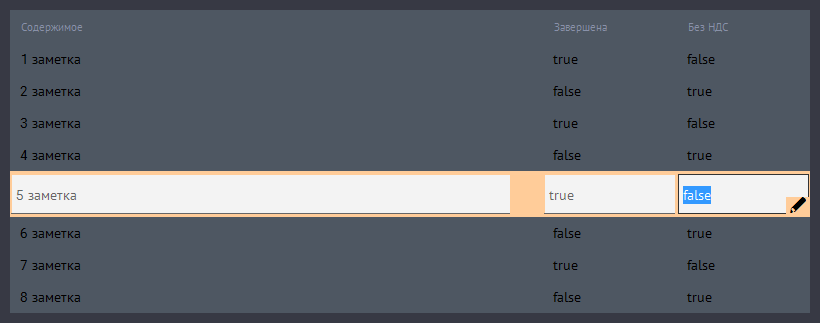 Содержимое Завершена Без НДС
1 заметка true false
2 заметка false true
3 заметка true false
4 заметка false true
5 заметка true false
6 заметка false true
7 заметка true false
8 заметка false true